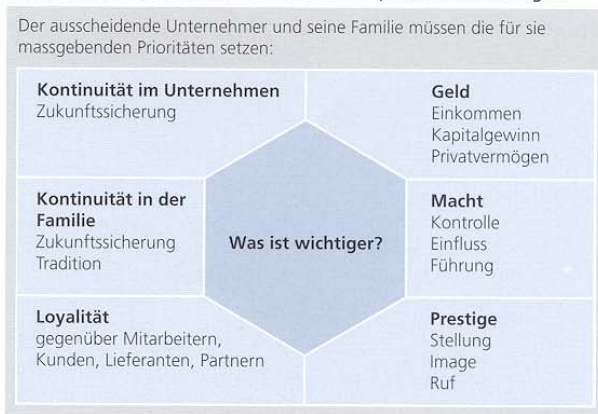 Der ausscheidende Unternehmer und seine Familie müssen die für sie
massgebenden Prioritäten setzen:
Kontinuität im Unternehmen
Zukunftssicherung
Geld
Einkommen
Kapitalgewinn
Privatvermögen
Kontinuität in der
Familie
Zukunftssicherung
Tradition
Was ist wichtiger?
Macht
Kontrolle
Einfluss
Führung
Loyalität
gegenüber Mitarbeitern,
Kunden, Lieferanten, Partnern
Prestige
Stellung
Image
Ruf